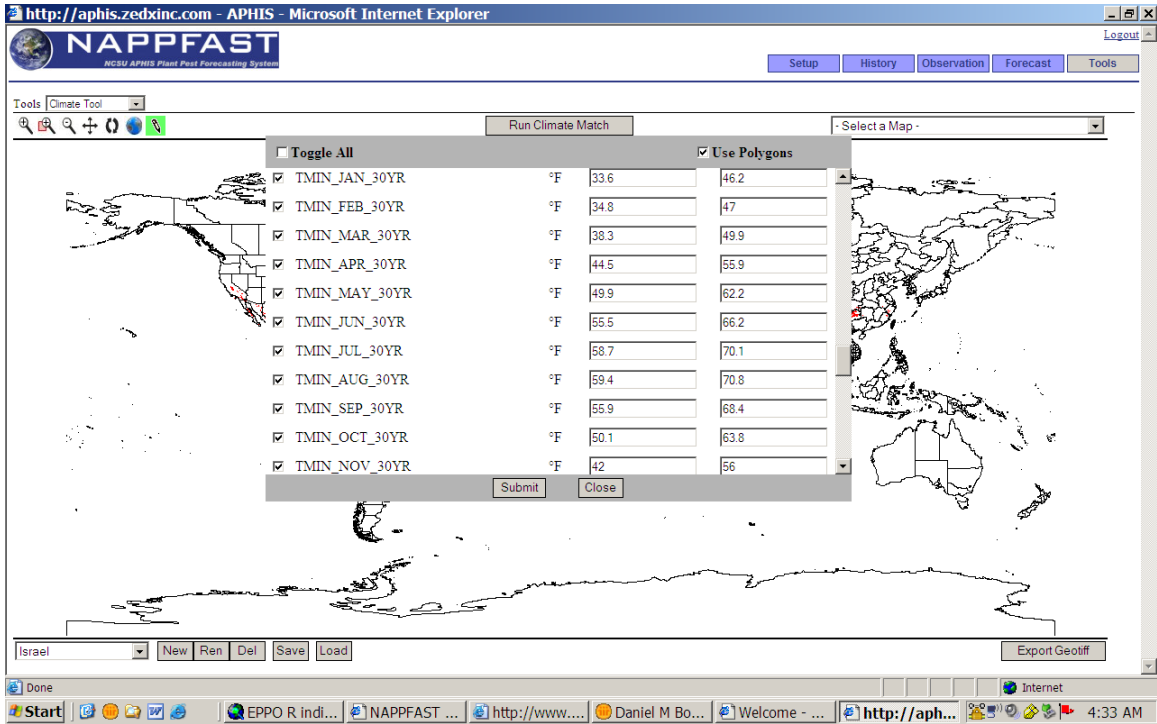 http://aphis.zedxinc.com - APHIS - Microsoft Internet Explorer
Logout
NAPPFAST
NCSU APHIS Plant Pest Forecasting System
Setup History Observation Forecast Tools
Tools Climate Tool
Run Climate Match - Select a Map -
Toggle All Use Polygons
TMIN_JAN_30YR °F 33.6 46.2
TMIN_FEB_30YR °F 34.8 47
TMIN_MAR_30YR °F 38.3 49.9
TMIN_APR_30YR °F 44.5 55.9
TMIN_MAY_30YR °F 49.9 62.2
TMIN_JUN_30YR °F 55.5 66.2
TMIN_JUL_30YR °F 58.7 70.1
TMIN_AUG_30YR °F 59.4 70.8
TMIN_SEP_30YR °F 55.9 68.4
TMIN_OCT_30YR °F 50.1 63.8
TMIN_NOV_30YR °F 42 56
Submit Close
Israel New Ren Del Save Load Export Geotiff
Done Internet
Start EPPO R indi... NAPPFAST ... http://www.... Daniel M Bo... Welcome - ... http://aph... 4:33 AM